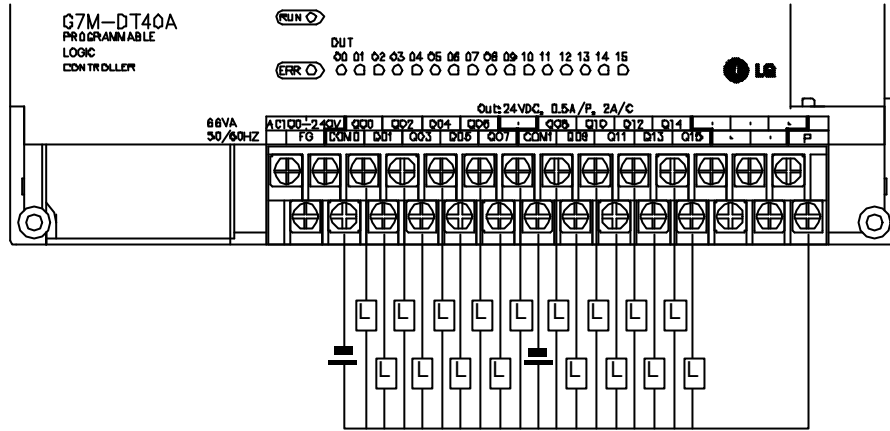 G7M-DT40A
PROGRAMMABLE
LOGIC
CONTROLLER
RUN
OUT
ERR
00 01 02 03 04 05 06 07 08 09 10 11 12 13 14 15
LG
Out: 24VDC, 0.5A/P, 2A/C
66VA
50/60HZ
AC100-240V Q00 Q02 Q04 Q06 · Q08 Q10 Q12 Q14 · · ·
FG COM0 Q01 Q03 Q05 Q07 COM1 Q09 Q11 Q13 Q15 · · P
L L L L L L L L L
L L L L L L L L